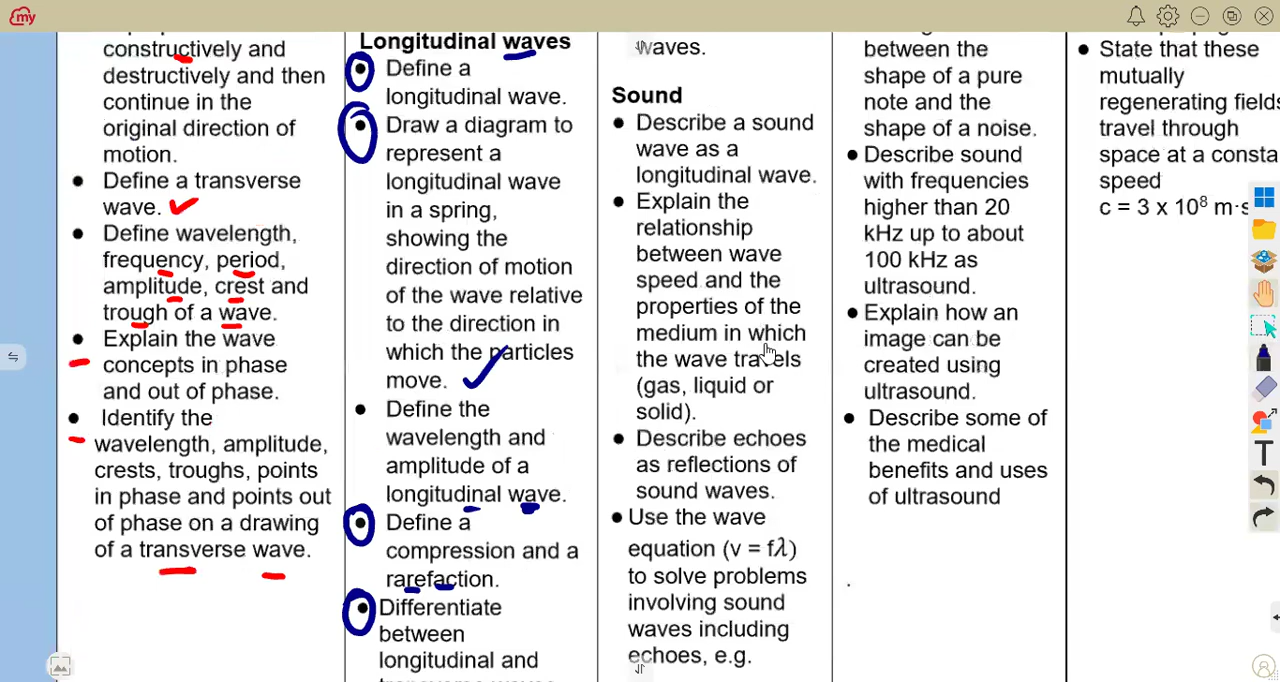 my
constructively and
destructively and then
continue in the
original direction of
motion.
● Define a transverse
wave.
● Define wavelength,
frequency, period,
amplitude, crest and
trough of a wave.
● Explain the wave
concepts in phase
and out of phase.
● Identify the
wavelength, amplitude,
crests, troughs, points
in phase and points out
of phase on a drawing
of a transverse wave.
Longitudinal waves
● Define a
longitudinal wave.
● Draw a diagram to
represent a
longitudinal wave
in a spring,
showing the
direction of motion
of the wave relative
to the direction in
which the particles
move.
● Define the
wavelength and
amplitude of a
longitudinal wave.
● Define a
compression and a
rarefaction.
● Differentiate
between
longitudinal and
waves.
Sound
● Describe a sound
wave as a
longitudinal wave.
● Explain the
relationship
between wave
speed and the
properties of the
medium in which
the wave travels
(gas, liquid or
solid).
● Describe echoes
as reflections of
sound waves.
● Use the wave
equation (v = fλ)
to solve problems
involving sound
waves including
echoes, e.g.
between the
shape of a pure
note and the
shape of a noise.
● Describe sound
with frequencies
higher than 20
kHz up to about
100 kHz as
ultrasound.
● Explain how an
image can be
created using
ultrasound.
● Describe some of
the medical
benefits and uses
of ultrasound
● State that these
mutually
regenerating fields
travel through
space at a consta
speed
c = 3 x 10⁸ m·s
T